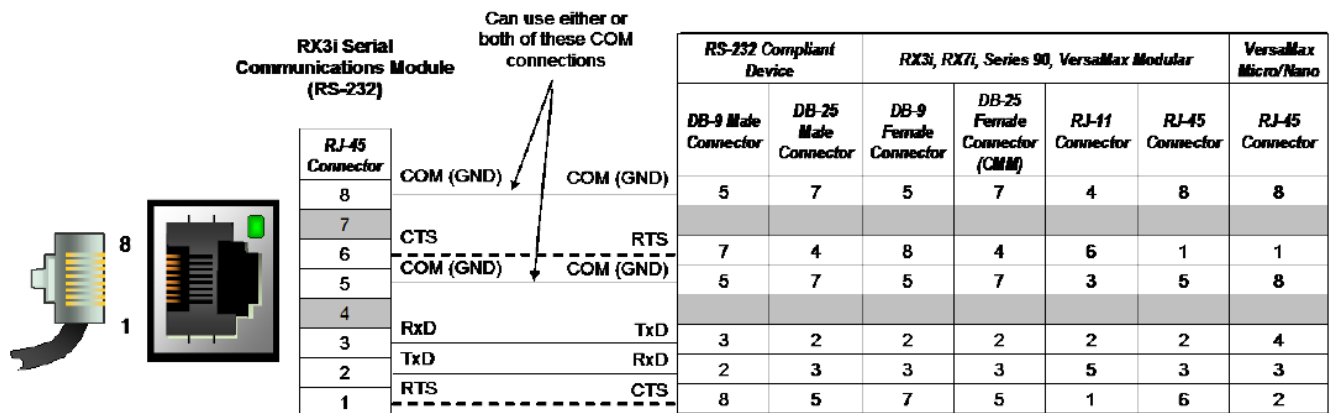 Can use either or
both of these COM
connections
RX3i Serial
Communications Module
(RS-232)
RS-232 Compliant
Device
RX3i, RX7i, Series 90, VersaMax Modular
VersaMax
Micro/Nano
RJ-45
Connector
DB-9 Male
Connector
DB-25
Male
Connector
DB-9
Female
Connector
DB-25
Female
Connector
(CMM)
RJ-11
Connector
RJ-45
Connector
RJ-45
Connector
8 COM (GND) COM (GND) 5 7 5 7 4 8 8
7
6 CTS RTS 7 4 8 4 6 1 1
5 COM (GND) COM (GND) 5 7 5 7 3 5 8
4
3 RxD TxD 3 2 2 2 2 2 4
2 TxD RxD 2 3 3 3 5 3 3
1 RTS CTS 8 5 7 5 1 6 2
8
1